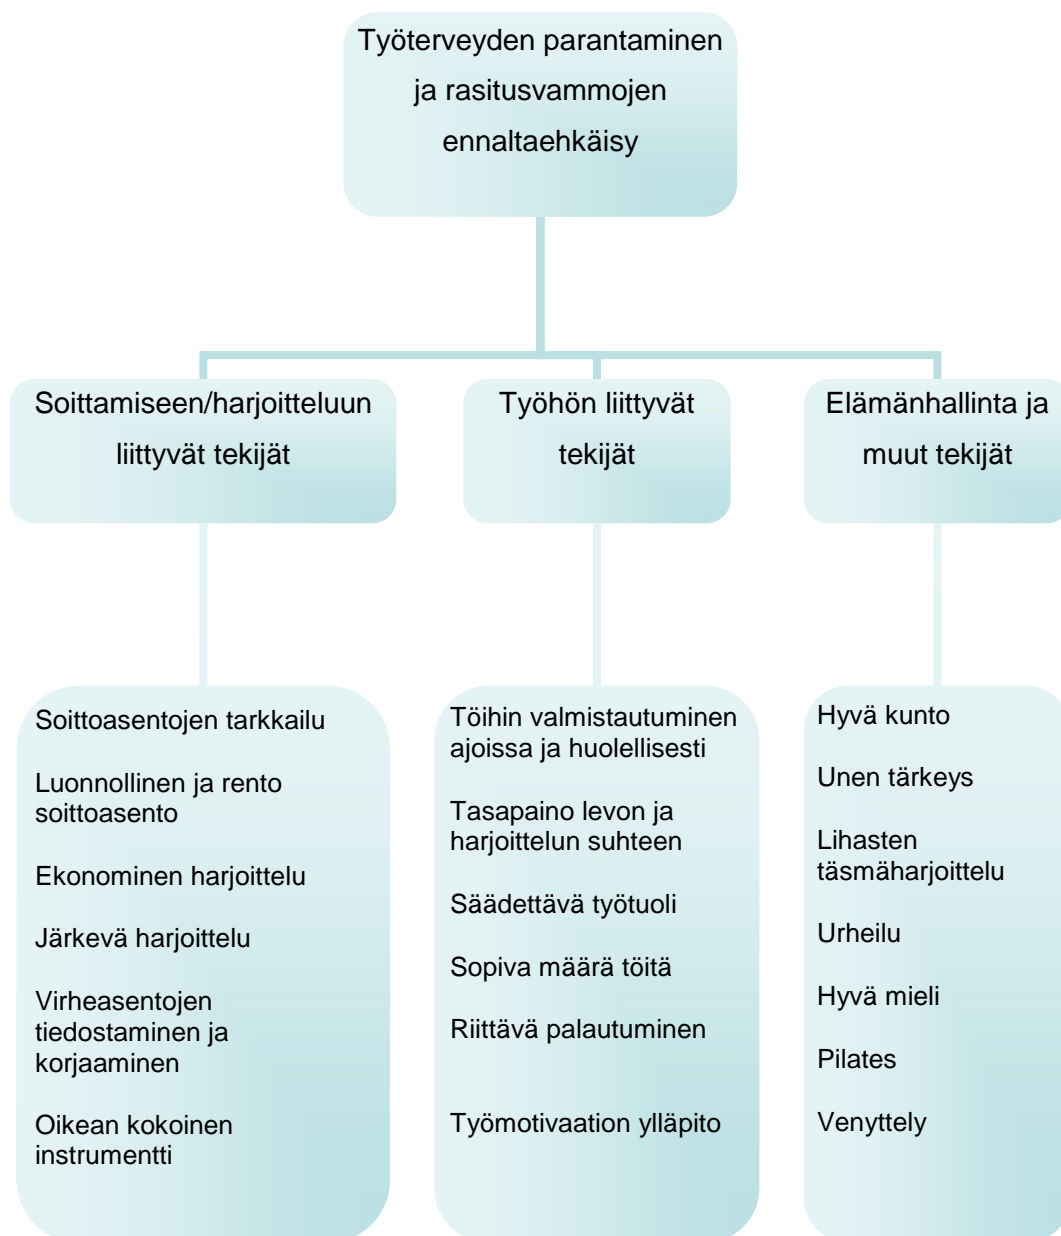 Työterveyden parantaminen
ja rasitusvammojen
ennaltaehkäisy
Soittamiseen/harjoitteluun
liittyvät tekijät
Työhön liittyvät
tekijät
Elämänhallinta ja
muut tekijät
Soittoasentojen tarkkailu
Luonnollinen ja rento
soittoasento
Ekonominen harjoittelu
Järkevä harjoittelu
Virheasentojen
tiedostaminen ja
korjaaminen
Oikean kokoinen
instrumentti
Töihin valmistautuminen
ajoissa ja huolellisesti
Tasapaino levon ja
harjoittelun suhteen
Säädettävä työtuoli
Sopiva määrä töitä
Riittävä palautuminen
Työmotivaation ylläpito
Hyvä kunto
Unen tärkeys
Lihasten
täsmäharjoittelu
Urheilu
Hyvä mieli
Pilates
Venyttely